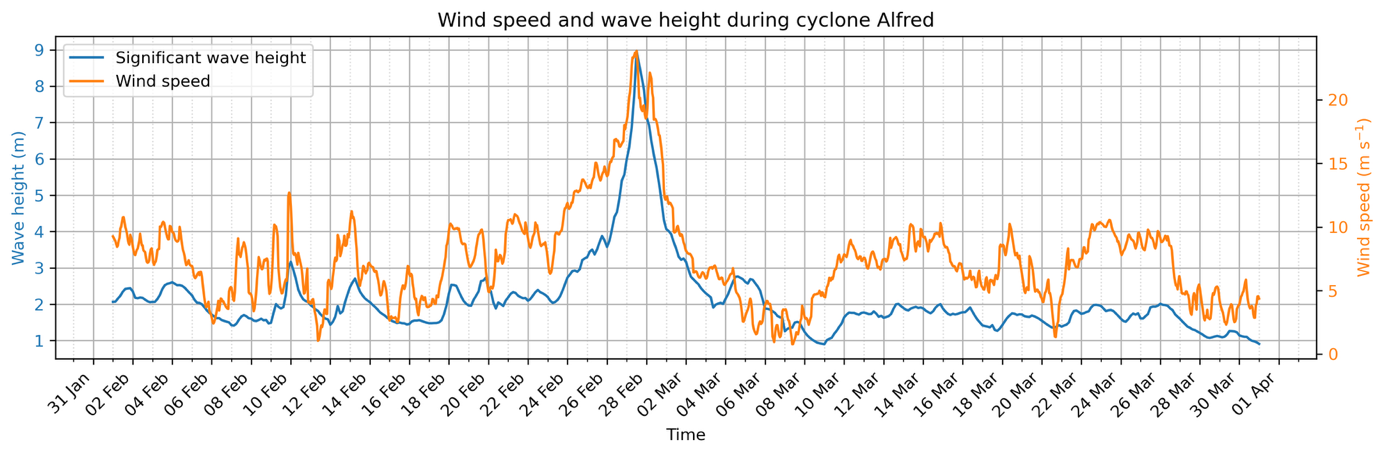 Wind speed and wave height during cyclone Alfred
Significant wave height
Wind speed
Wave height (m)
9
8
7
6
5
4
3
2
1
20
15
10
5
0
Wind speed (m s⁻¹)
31 Jan
02 Feb
04 Feb
06 Feb
08 Feb
10 Feb
12 Feb
14 Feb
16 Feb
18 Feb
20 Feb
22 Feb
24 Feb
26 Feb
28 Feb
02 Mar
04 Mar
06 Mar
08 Mar
10 Mar
12 Mar
14 Mar
16 Mar
18 Mar
20 Mar
22 Mar
24 Mar
26 Mar
28 Mar
30 Mar
01 Apr
Time